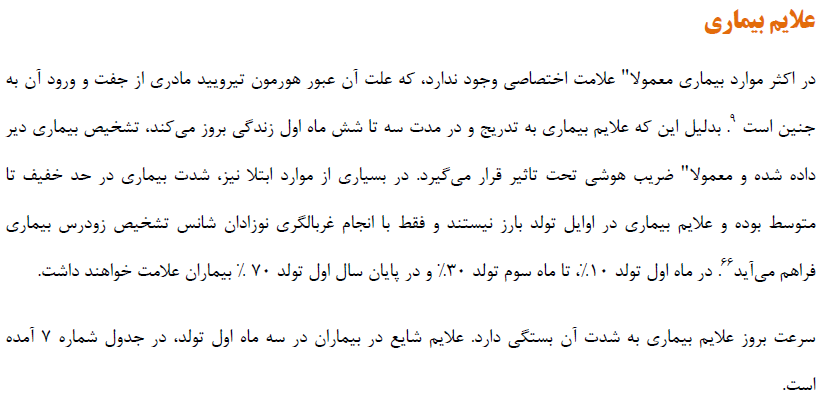 علایم بیماری
در اکثر موارد بیماری معمولا" علامت اختصاصی وجود ندارد، که علت آن عبور هورمون تیرویید مادری از جفت و ورود آن به
جنین است ۹. بدلیل این که علایم بیماری به تدریج و در مدت سه تا شش ماه اول زندگی بروز می‌کند، تشخیص بیماری دیر
داده شده و معمولا" ضریب هوشی تحت تاثیر قرار می‌گیرد. در بسیاری از موارد ابتلا نیز، شدت بیماری در حد خفیف تا
متوسط بوده و علایم بیماری در اوایل تولد بارز نیستند و فقط با انجام غربالگری نوزادان شانس تشخیص زودرس بیماری
فراهم می‌آید۶۶. در ماه اول تولد ۱۰٪، تا ماه سوم تولد ۳۰٪ و در پایان سال اول تولد ۷۰ ٪ بیماران علامت خواهند داشت.
سرعت بروز علایم بیماری به شدت آن بستگی دارد. علایم شایع در بیماران در سه ماه اول تولد، در جدول شماره ۷ آمده
است.